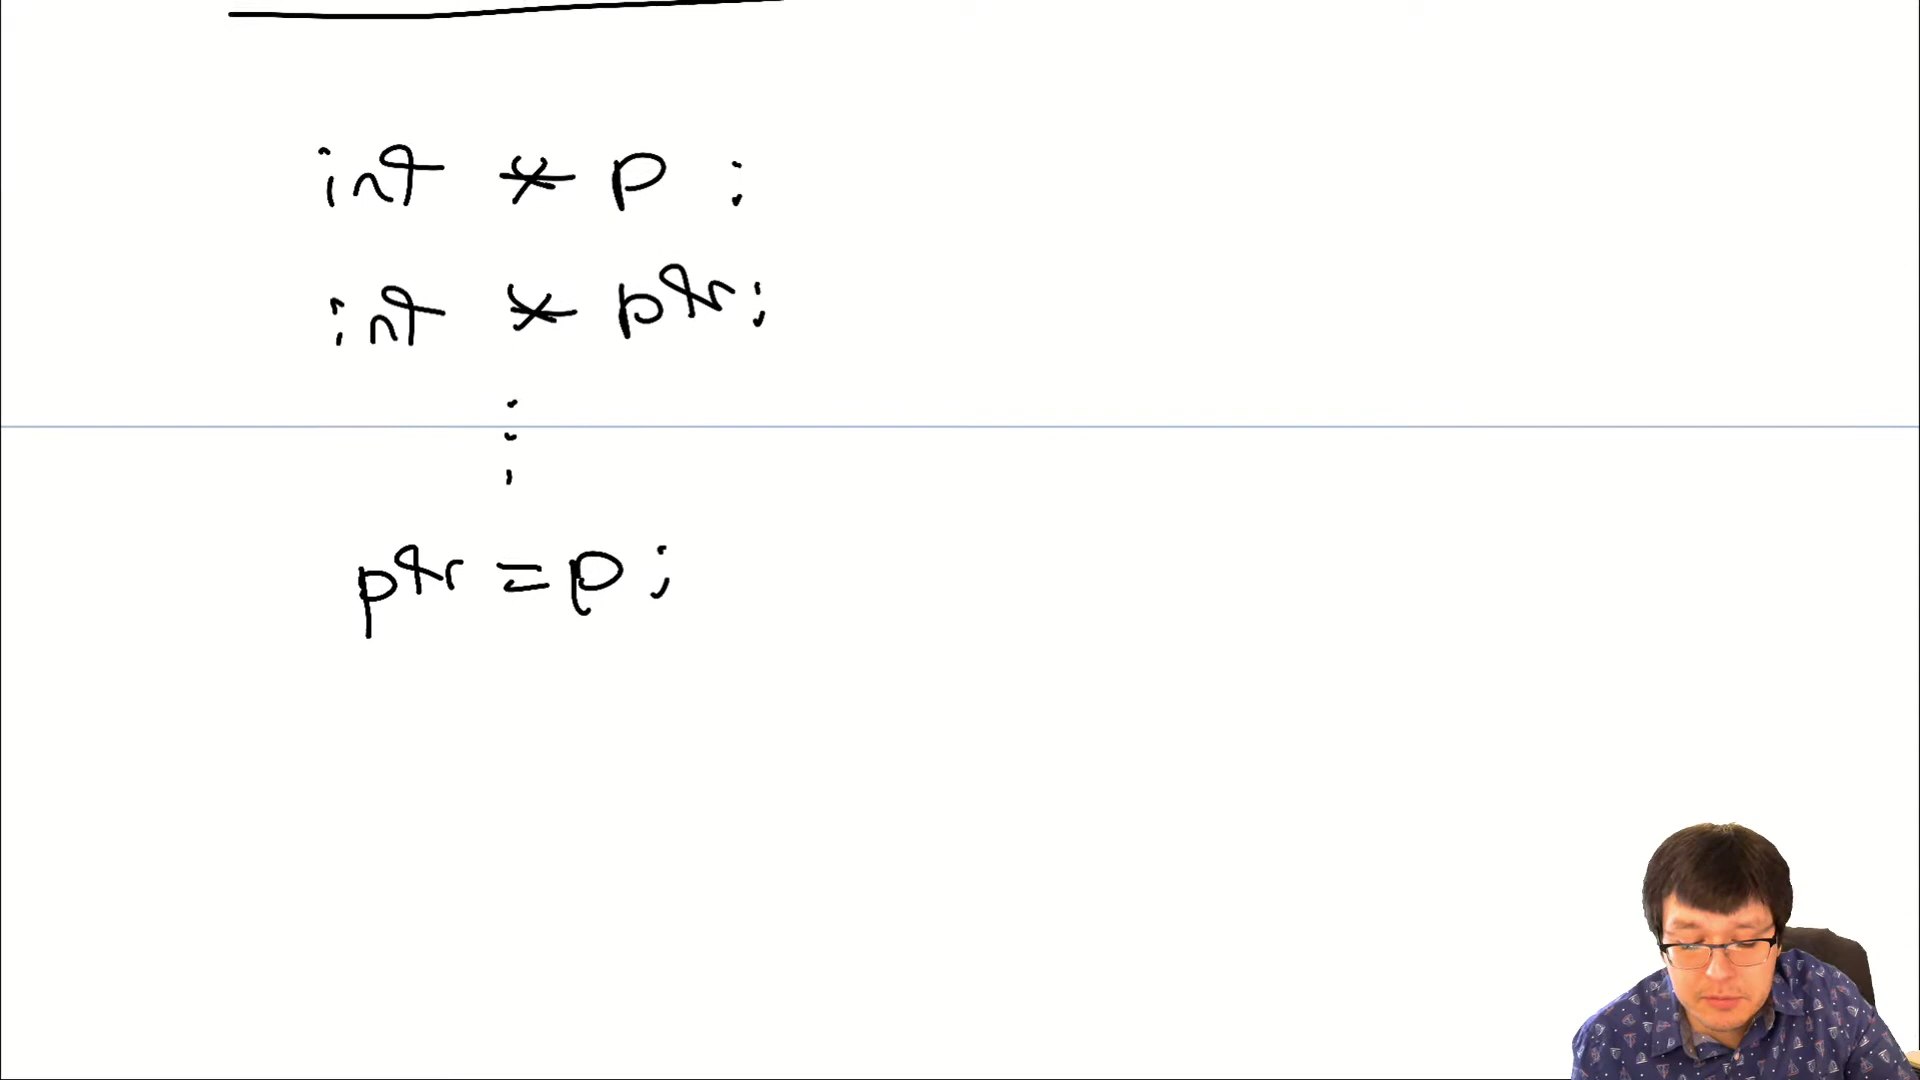 int * p ;
int * ptr ;
⋮
ptr = p ;